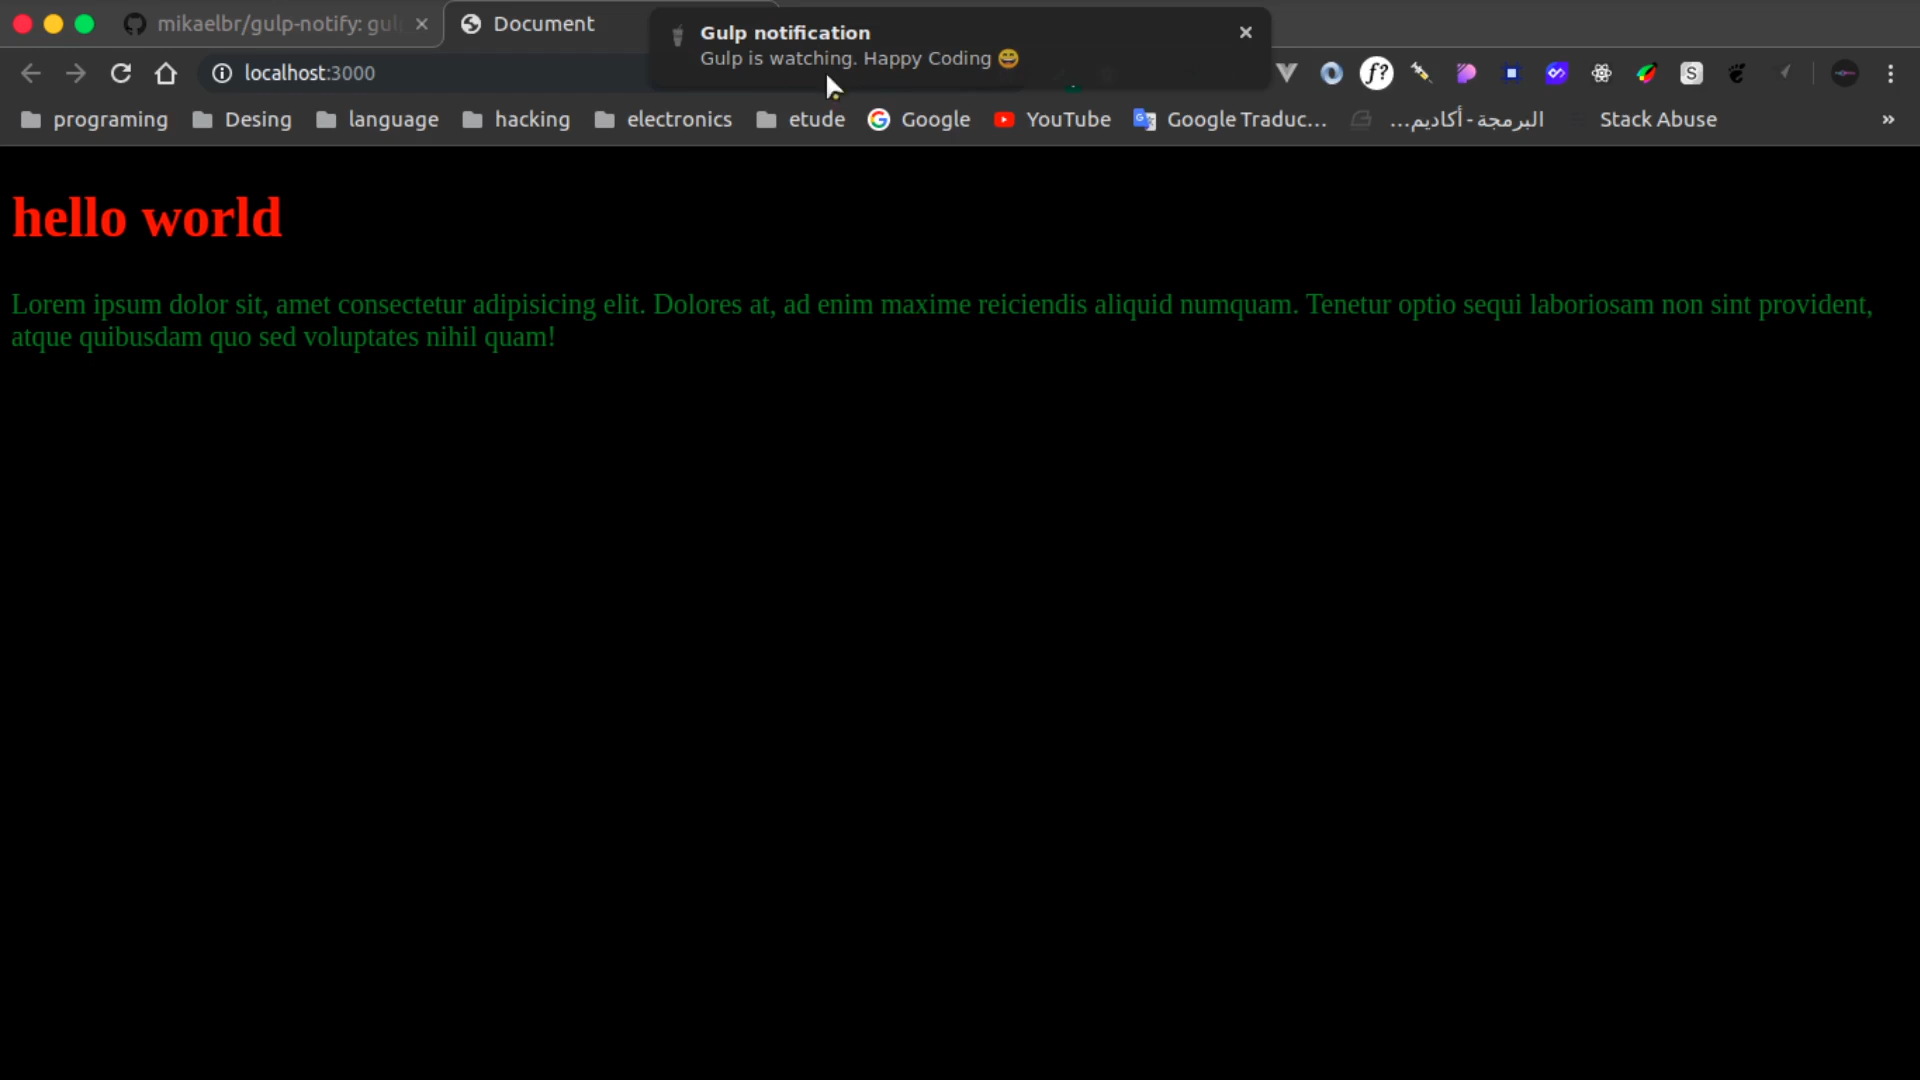 mikaelbr/gulp-notify: gul
Document
Gulp notification
Gulp is watching. Happy Coding 😄
localhost:3000
f?
S
programing
Desing
language
hacking
electronics
etude
Google
YouTube
Google Traduc...
البرمجة - أكاديم...
Stack Abuse
»
hello world
Lorem ipsum dolor sit, amet consectetur adipisicing elit. Dolores at, ad enim maxime reiciendis aliquid numquam. Tenetur optio sequi laboriosam non sint provident,
atque quibusdam quo sed voluptates nihil quam!